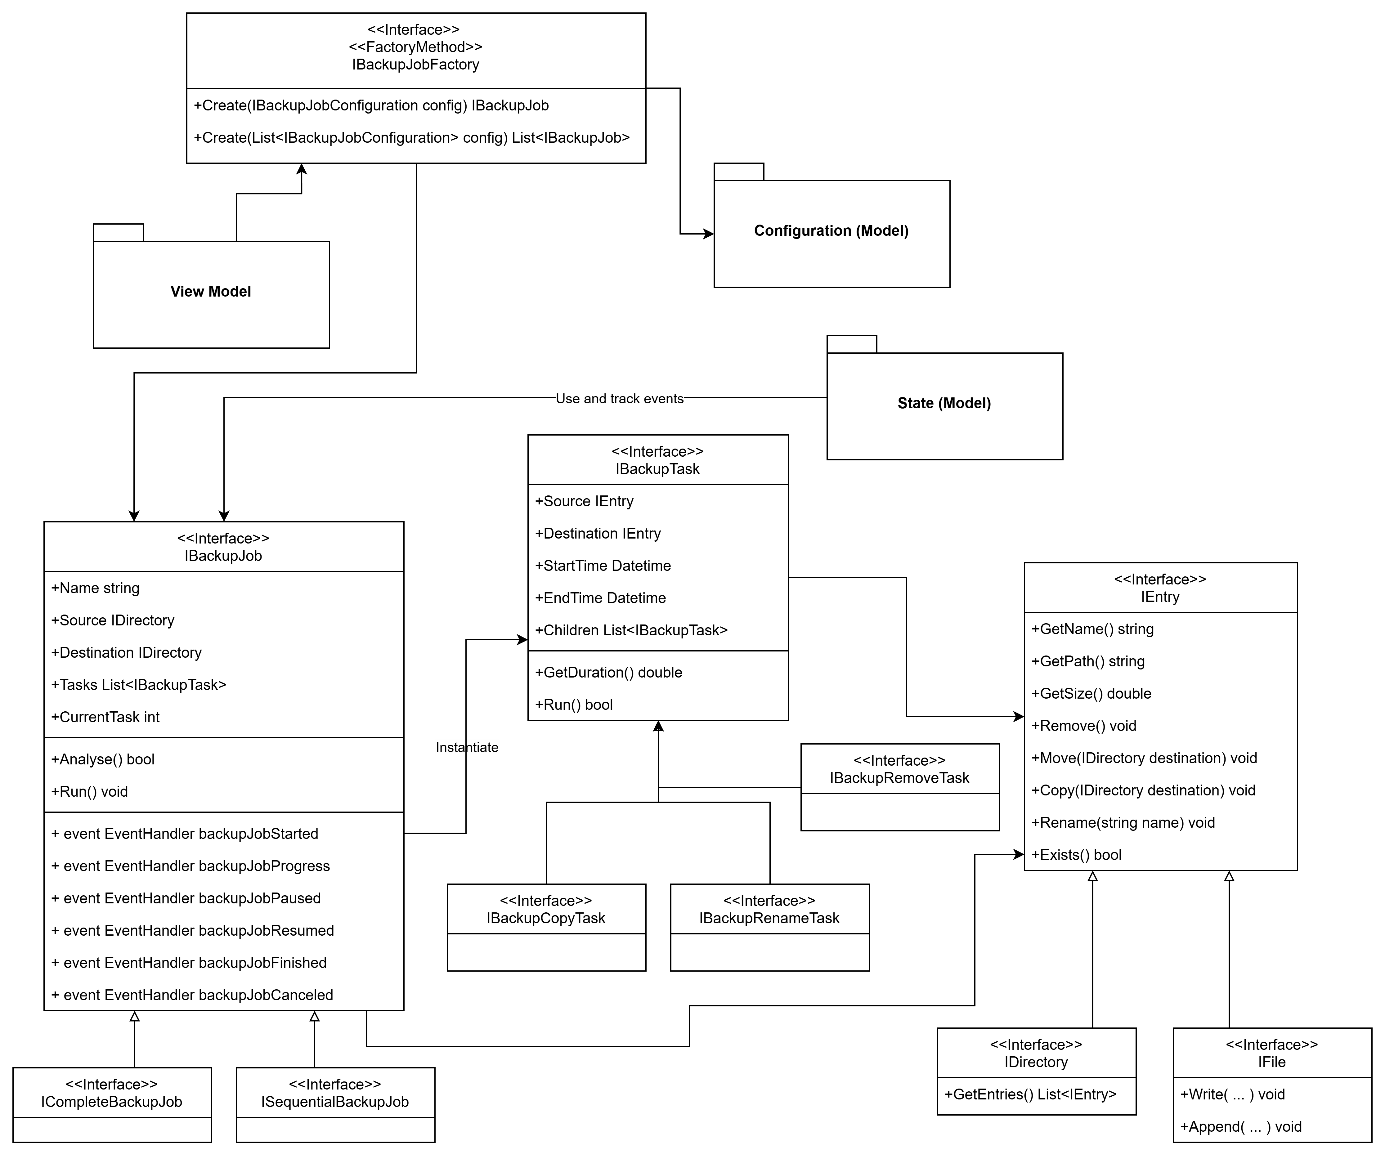 <<Interface>>
<<FactoryMethod>>
IBackupJobFactory
+Create(IBackupJobConfiguration config) IBackupJob
+Create(List<IBackupJobConfiguration> config) List<IBackupJob>
Configuration (Model)
View Model
State (Model)
Use and track events
<<Interface>>
IBackupTask
+Source IEntry
+Destination IEntry
+StartTime Datetime
+EndTime Datetime
+Children List<IBackupTask>
+GetDuration() double
+Run() bool
<<Interface>>
IBackupJob
+Name string
+Source IDirectory
+Destination IDirectory
+Tasks List<IBackupTask>
+CurrentTask int
+Analyse() bool
+Run() void
+ event EventHandler backupJobStarted
+ event EventHandler backupJobProgress
+ event EventHandler backupJobPaused
+ event EventHandler backupJobResumed
+ event EventHandler backupJobFinished
+ event EventHandler backupJobCanceled
Instantiate
<<Interface>>
IEntry
+GetName() string
+GetPath() string
+GetSize() double
+Remove() void
+Move(IDirectory destination) void
+Copy(IDirectory destination) void
+Rename(string name) void
+Exists() bool
<<Interface>>
IBackupRemoveTask
<<Interface>>
IBackupCopyTask
<<Interface>>
IBackupRenameTask
<<Interface>>
ICompleteBackupJob
<<Interface>>
ISequentialBackupJob
<<Interface>>
IDirectory
+GetEntries() List<IEntry>
<<Interface>>
IFile
+Write( ... ) void
+Append( ... ) void